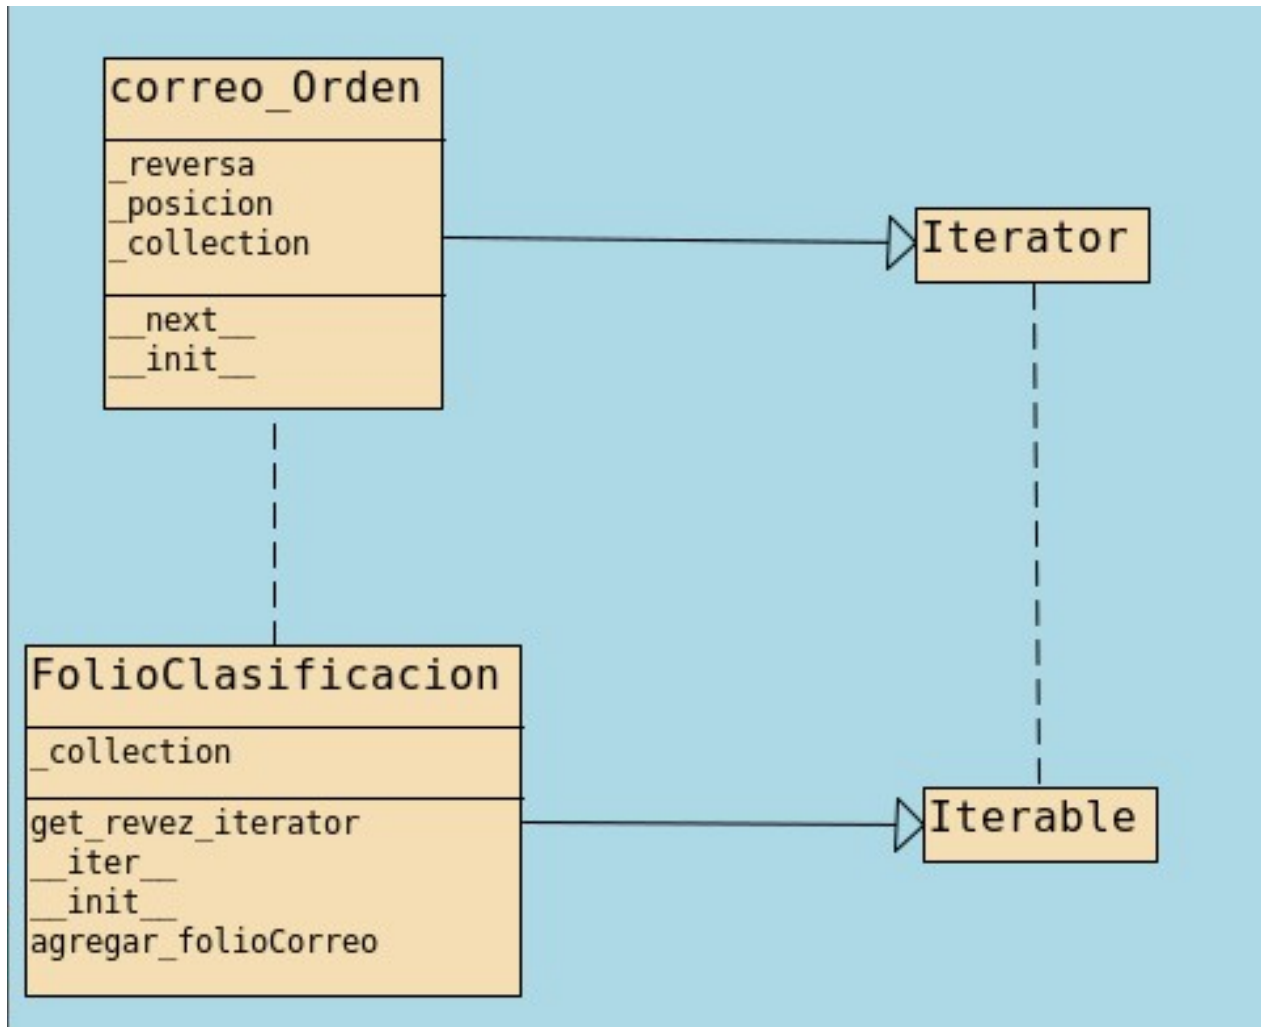 correo_Orden
_reversa
_posicion
_collection
__next__
__init__
Iterator
FolioClasificacion
_collection
get_revez_iterator
__iter__
__init__
agregar_folioCorreo
Iterable